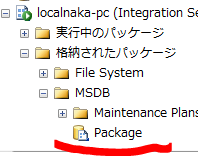 localnaka-pc (Integration Se
実行中のパッケージ
格納されたパッケージ
File System
MSDB
Maintenance Plans
Package